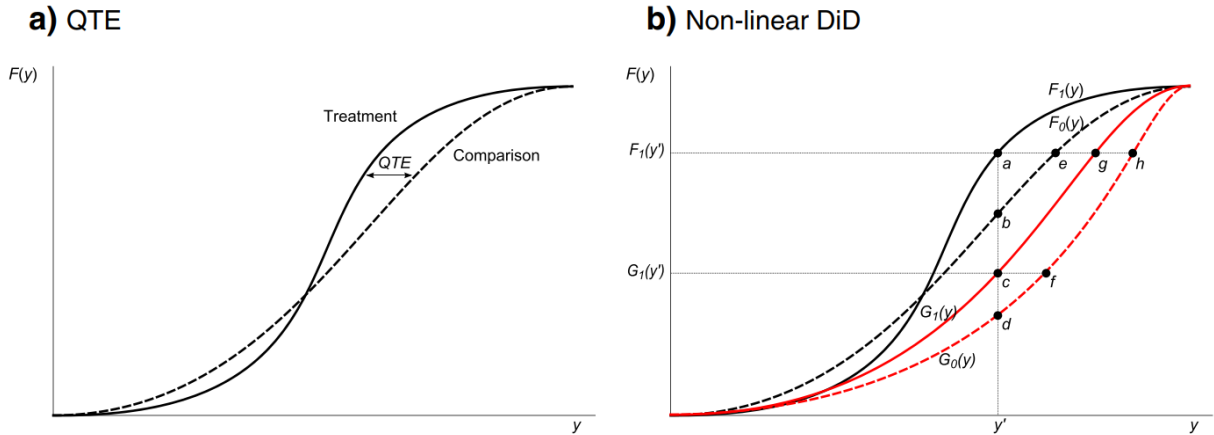 a) QTE
F(y)
Treatment
QTE
Comparison
y
b) Non-linear DiD
F(y)
F₁(y)
F₀(y)
F₁(y')
a
e
g
h
b
G₁(y')
c
f
G₁(y)
d
G₀(y)
y'
y